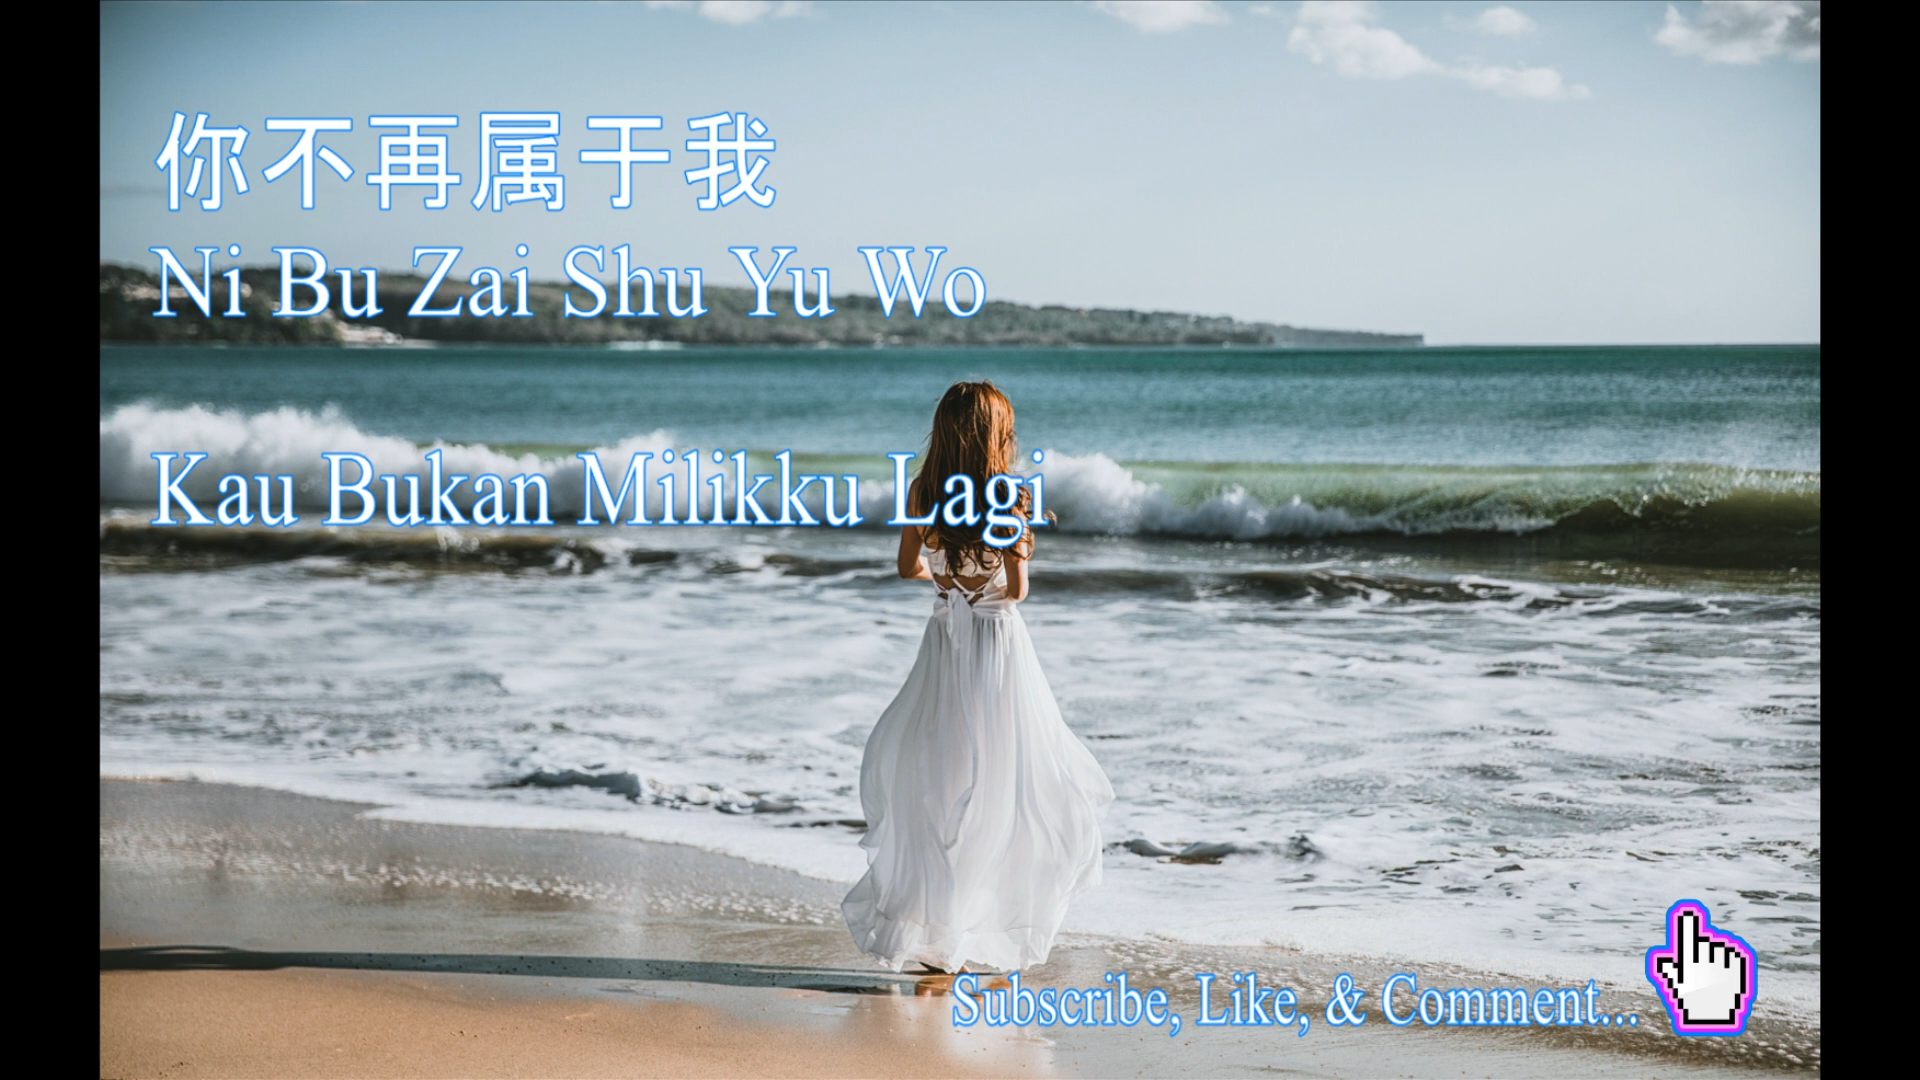 你不再属于我
Ni Bu Zai Shu Yu Wo
Kau Bukan Milikku Lagi
Subscribe, Like, & Comment...